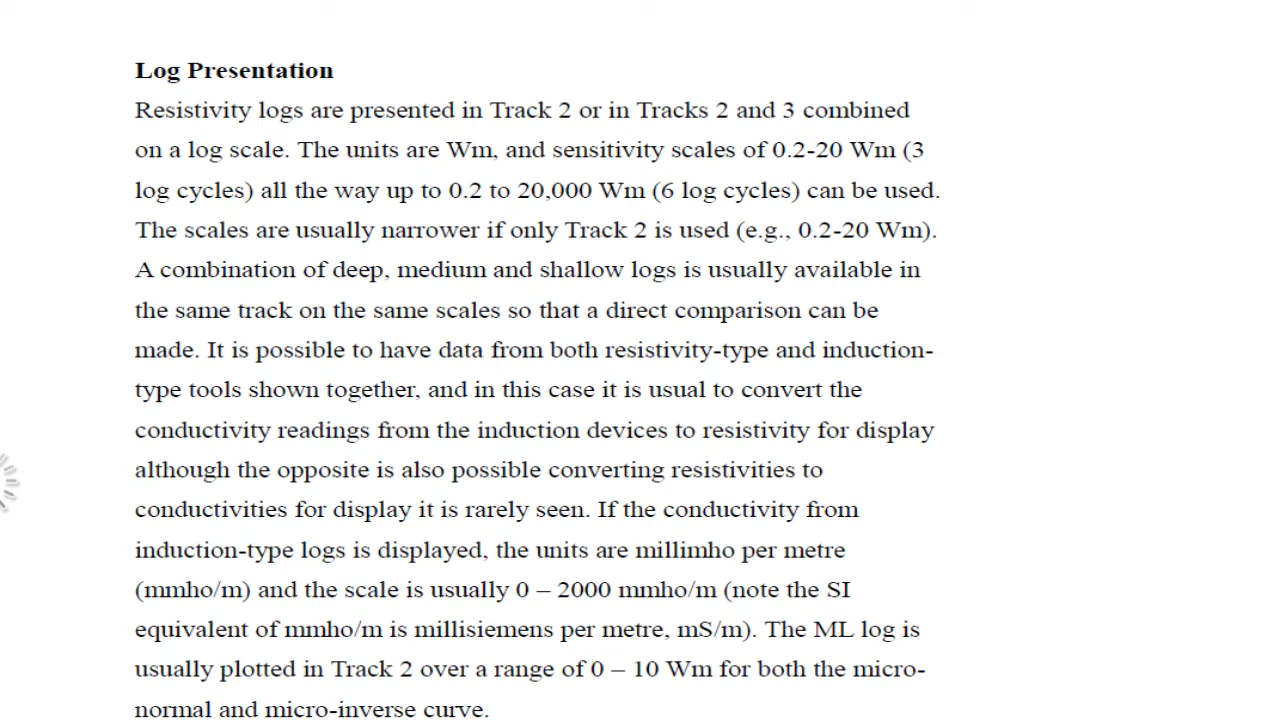 Log Presentation
Resistivity logs are presented in Track 2 or in Tracks 2 and 3 combined
on a log scale. The units are Wm, and sensitivity scales of 0.2-20 Wm (3
log cycles) all the way up to 0.2 to 20,000 Wm (6 log cycles) can be used.
The scales are usually narrower if only Track 2 is used (e.g., 0.2-20 Wm).
A combination of deep, medium and shallow logs is usually available in
the same track on the same scales so that a direct comparison can be
made. It is possible to have data from both resistivity-type and induction-
type tools shown together, and in this case it is usual to convert the
conductivity readings from the induction devices to resistivity for display
although the opposite is also possible converting resistivities to
conductivities for display it is rarely seen. If the conductivity from
induction-type logs is displayed, the units are millimho per metre
(mmho/m) and the scale is usually 0 – 2000 mmho/m (note the SI
equivalent of mmho/m is millisiemens per metre, mS/m). The ML log is
usually plotted in Track 2 over a range of 0 – 10 Wm for both the micro-
normal and micro-inverse curve.